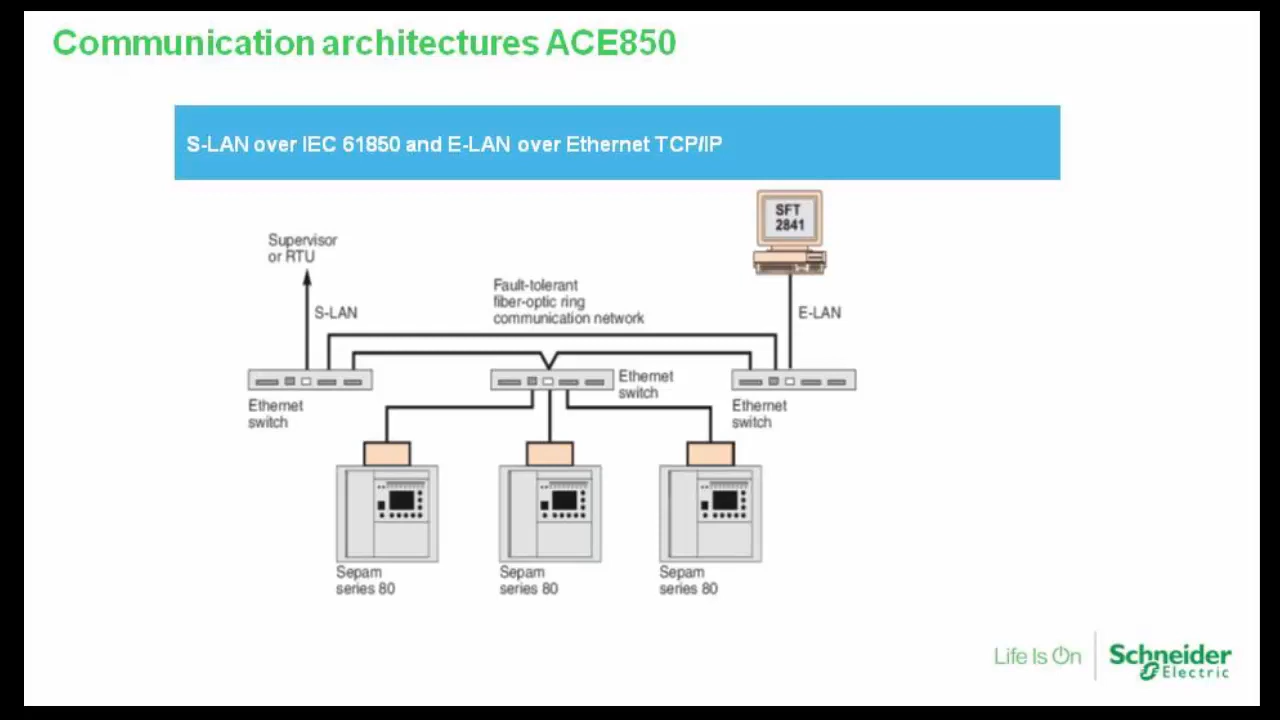 Communication architectures ACE850
S-LAN over IEC 61850 and E-LAN over Ethernet TCP/IP
SFT
2841
Supervisor
or RTU
S-LAN
Fault-tolerant
fiber-optic ring
communication network
E-LAN
Ethernet
switch
Ethernet
switch
Ethernet
switch
Sepam
series 80
Sepam
series 80
Sepam
series 80
Life Is On
Schneider
Electric